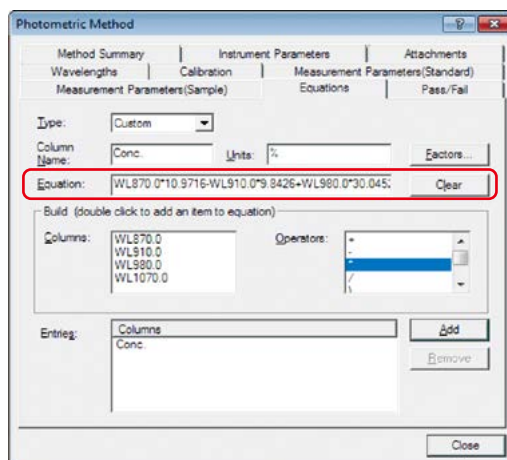 Photometric Method
Method Summary Instrument Parameters Attachments
Wavelengths Calibration Measurement Parameters(Standard)
Measurement Parameters(Sample) Equations Pass/Fail
Type: Custom
Column Name: Conc. Units: % Factors...
Equation: WL870.0*10.9716-WL910.0*9.8426+WL980.0*30.045 Clear
Build (double click to add an item to equation)
Columns: WL870.0 Operators: +
WL910.0 -
WL980.0 *
WL1070.0 /
\
Entries: Columns Add
Conc. Remove
Close